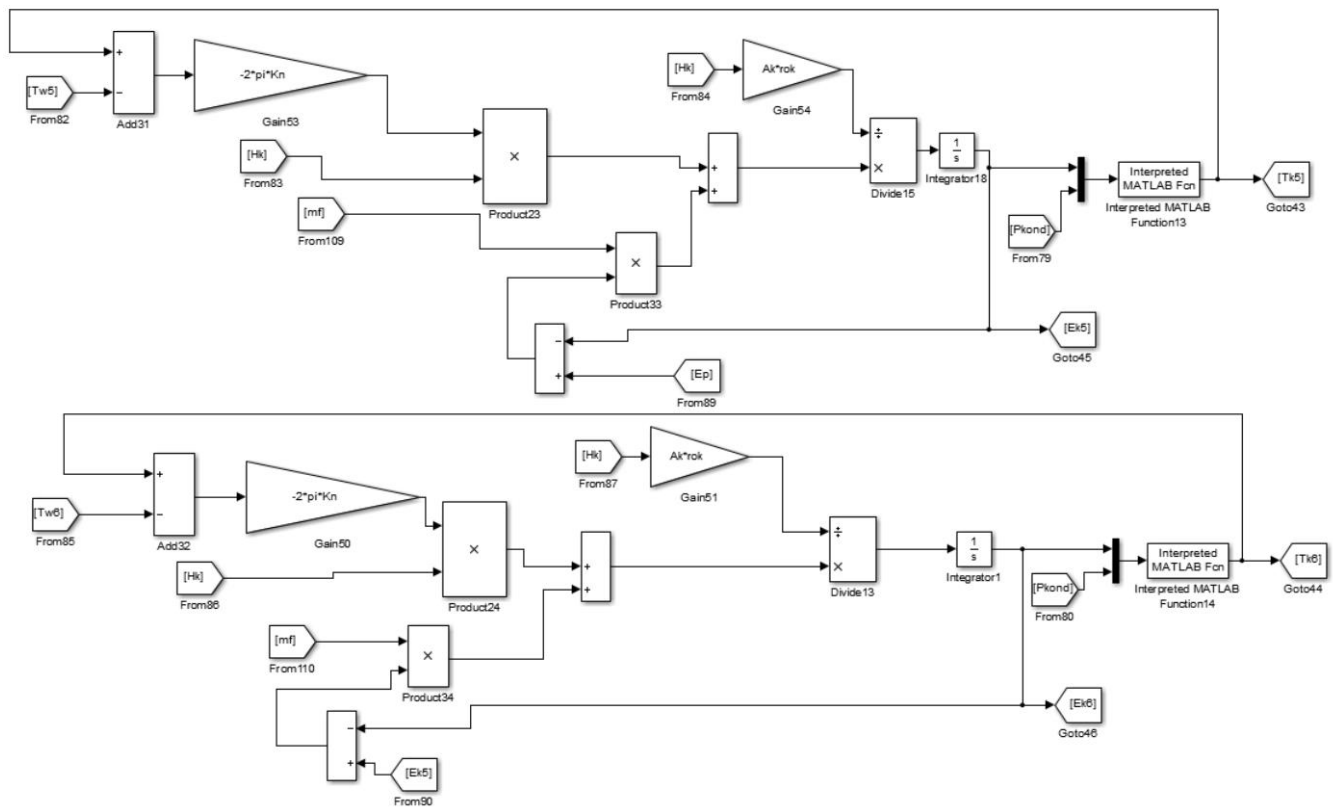 +
−
Add31
[Tw5]
From82
-2*pi*Kn
Gain53
[Hk]
From83
×
Product23
[mf]
From109
×
Product33
+
+
[Hk]
From84
Ak*rok
Gain54
÷
×
Divide15
1
s
Integrator18
[Pkond]
From79
Interpreted
MATLAB Fcn
Interpreted MATLAB
Function13
[Tk5]
Goto43
−
+
[Ep]
From89
[Ek5]
Goto45
+
−
Add32
[Tw6]
From85
-2*pi*Kn
Gain50
[Hk]
From86
×
Product24
[mf]
From110
×
Product34
+
+
[Hk]
From87
Ak*rok
Gain51
÷
×
Divide13
1
s
Integrator1
[Pkond]
From80
Interpreted
MATLAB Fcn
Interpreted MATLAB
Function14
[Tk6]
Goto44
−
+
[Ek5]
From90
[Ek6]
Goto46